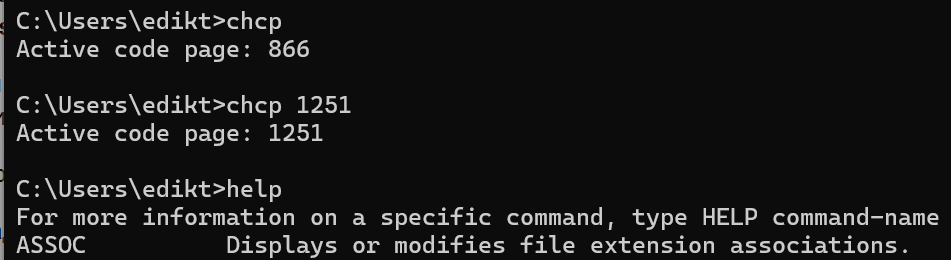 C:\Users\edikt>chcp
Active code page: 866
C:\Users\edikt>chcp 1251
Active code page: 1251
C:\Users\edikt>help
For more information on a specific command, type HELP command-name
ASSOC          Displays or modifies file extension associations.